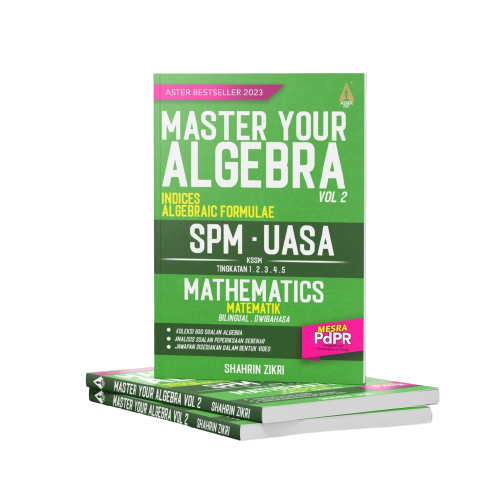 ASTER BESTSELLER 2023
MASTER YOUR
ALGEBRA
VOL 2
INDICES
ALGEBRAIC FORMULAE
SPM · UASA
KSSM
TINGKATAN 1 . 2 . 3 . 4 . 5
MATHEMATICS
MATEMATIK
BILINGUAL . DWIBAHASA
• KOLEKSI 600 SOALAN ALGEBRA
• ANALISIS SOALAN PEPERIKSAAN SEBENAR
• JAWAPAN DISEDIAKAN DALAM BENTUK VIDEO
MESRA
PdPR
SHAHRIN ZIKRI
MASTER YOUR ALGEBRA VOL 2 SHAHRIN ZIKRI
MASTER YOUR ALGEBRA VOL 2 SHAHRIN ZIKRI